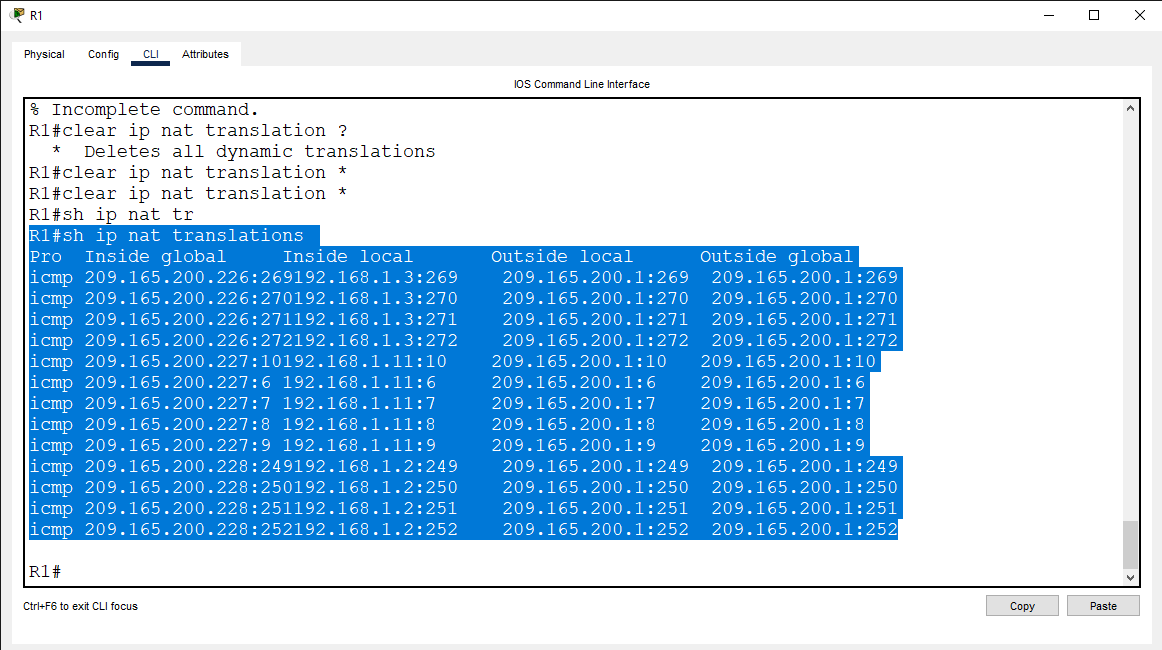 R1
Physical Config CLI Attributes
IOS Command Line Interface
% Incomplete command.
R1#clear ip nat translation ?
  *  Deletes all dynamic translations
R1#clear ip nat translation *
R1#clear ip nat translation *
R1#sh ip nat tr
R1#sh ip nat translations
Pro  Inside global     Inside local       Outside local      Outside global
icmp 209.165.200.226:269192.168.1.3:269    209.165.200.1:269  209.165.200.1:269
icmp 209.165.200.226:270192.168.1.3:270    209.165.200.1:270  209.165.200.1:270
icmp 209.165.200.226:271192.168.1.3:271    209.165.200.1:271  209.165.200.1:271
icmp 209.165.200.226:272192.168.1.3:272    209.165.200.1:272  209.165.200.1:272
icmp 209.165.200.227:10192.168.1.11:10    209.165.200.1:10   209.165.200.1:10
icmp 209.165.200.227:6 192.168.1.11:6     209.165.200.1:6    209.165.200.1:6
icmp 209.165.200.227:7 192.168.1.11:7     209.165.200.1:7    209.165.200.1:7
icmp 209.165.200.227:8 192.168.1.11:8     209.165.200.1:8    209.165.200.1:8
icmp 209.165.200.227:9 192.168.1.11:9     209.165.200.1:9    209.165.200.1:9
icmp 209.165.200.228:249192.168.1.2:249    209.165.200.1:249  209.165.200.1:249
icmp 209.165.200.228:250192.168.1.2:250    209.165.200.1:250  209.165.200.1:250
icmp 209.165.200.228:251192.168.1.2:251    209.165.200.1:251  209.165.200.1:251
icmp 209.165.200.228:252192.168.1.2:252    209.165.200.1:252  209.165.200.1:252
R1#
Ctrl+F6 to exit CLI focus
Copy Paste